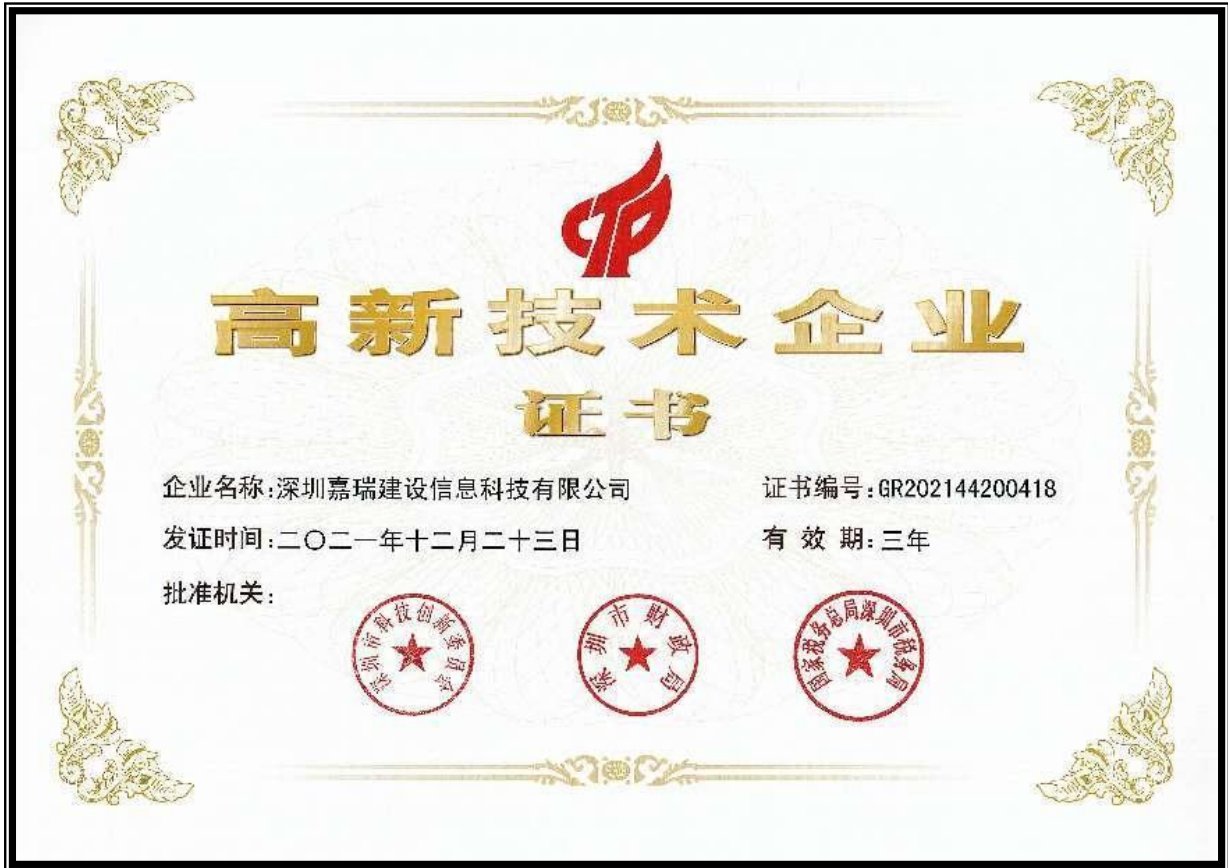 高新技术企业
证书
企业名称:深圳嘉瑞建设信息科技有限公司
证书编号:GR202144200418
发证时间:二〇二一年十二月二十三日
有 效 期:三年
批准机关:
深圳市科技创新委员会
深圳市财政局
国家税务总局深圳市税务局